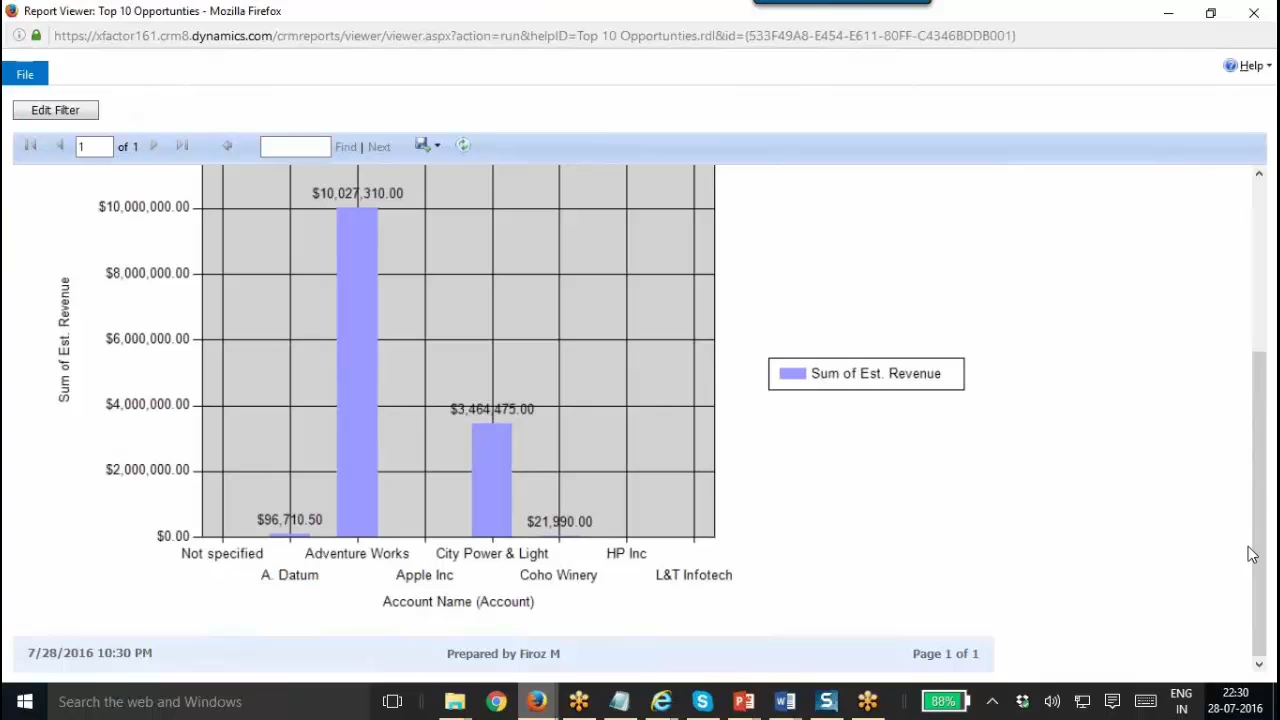 Report Viewer: Top 10 Opportunties - Mozilla Firefox
https://xfactor161.crm8.dynamics.com/crmreports/viewer/viewer.aspx?action=run&helpID=Top 10 Opportunties.rdl&id={533F49A8-E454-E611-80FF-C4346BDDB001}
File
Help
Edit Filter
1 of 1 Find | Next
$10,027,310.00
$10,000,000.00
$8,000,000.00
$6,000,000.00
$4,000,000.00
$2,000,000.00
$0.00
Sum of Est. Revenue
$3,464,475.00
$96,710.50
$21,990.00
Sum of Est. Revenue
Not specified Adventure Works City Power & Light HP Inc
A. Datum Apple Inc Coho Winery L&T Infotech
Account Name (Account)
7/28/2016 10:30 PM Prepared by Firoz M Page 1 of 1
Search the web and Windows
88%
ENG
IN
22:30
28-07-2016